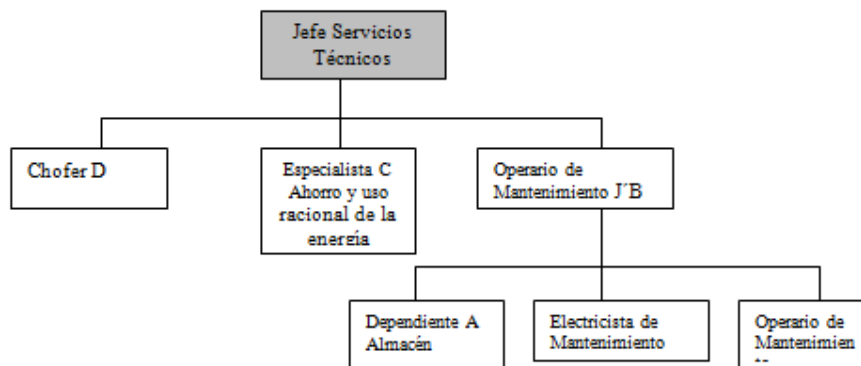 Jefe Servicios
Técnicos
Chofer D
Especialista C
Ahorro y uso
racional de la
energía
Operario de
Mantenimiento J´B
Dependiente A
Almacén
Electricista de
Mantenimiento
Operario de
Mantenimien